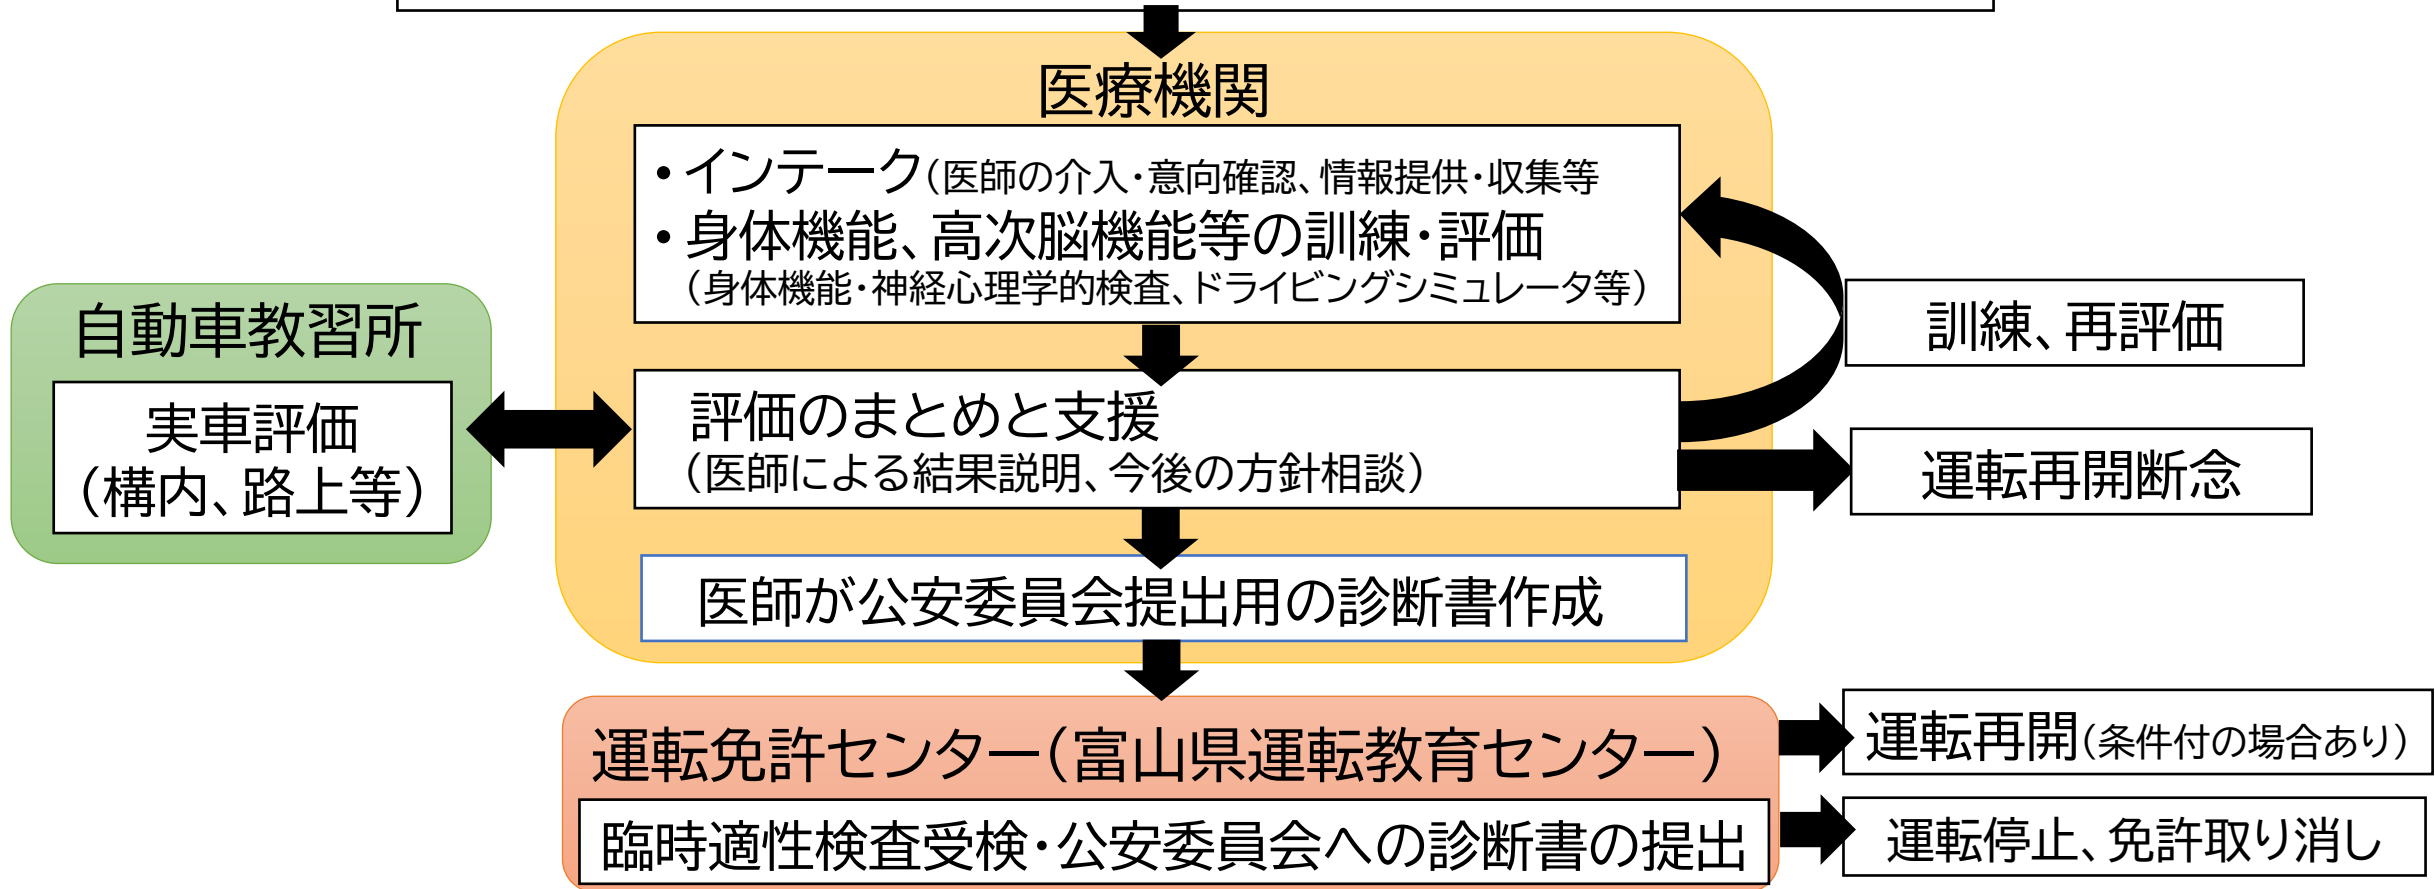 医療機関
・インテーク（医師の介入・意向確認、情報提供・収集等
・身体機能、高次脳機能等の訓練・評価
（身体機能・神経心理学的検査、ドライビングシミュレータ等）
自動車教習所
実車評価
（構内、路上等）
訓練、再評価
評価のまとめと支援
（医師による結果説明、今後の方針相談）
運転再開断念
医師が公安委員会提出用の診断書作成
運転免許センター（富山県運転教育センター）
臨時適性検査受検・公安委員会への診断書の提出
運転再開（条件付の場合あり）
運転停止、免許取り消し